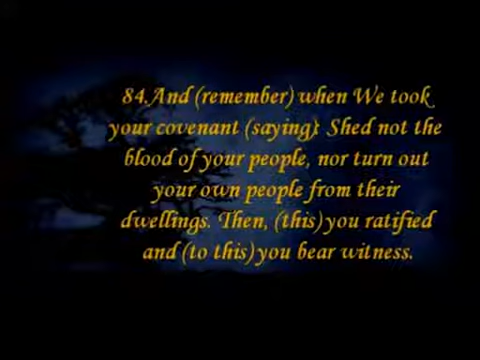 84.And (remember) when We took
your covenant (saying): Shed not the
blood of your people, nor turn out
your own people from their
dwellings. Then, (this) you ratified
and (to this) you bear witness.